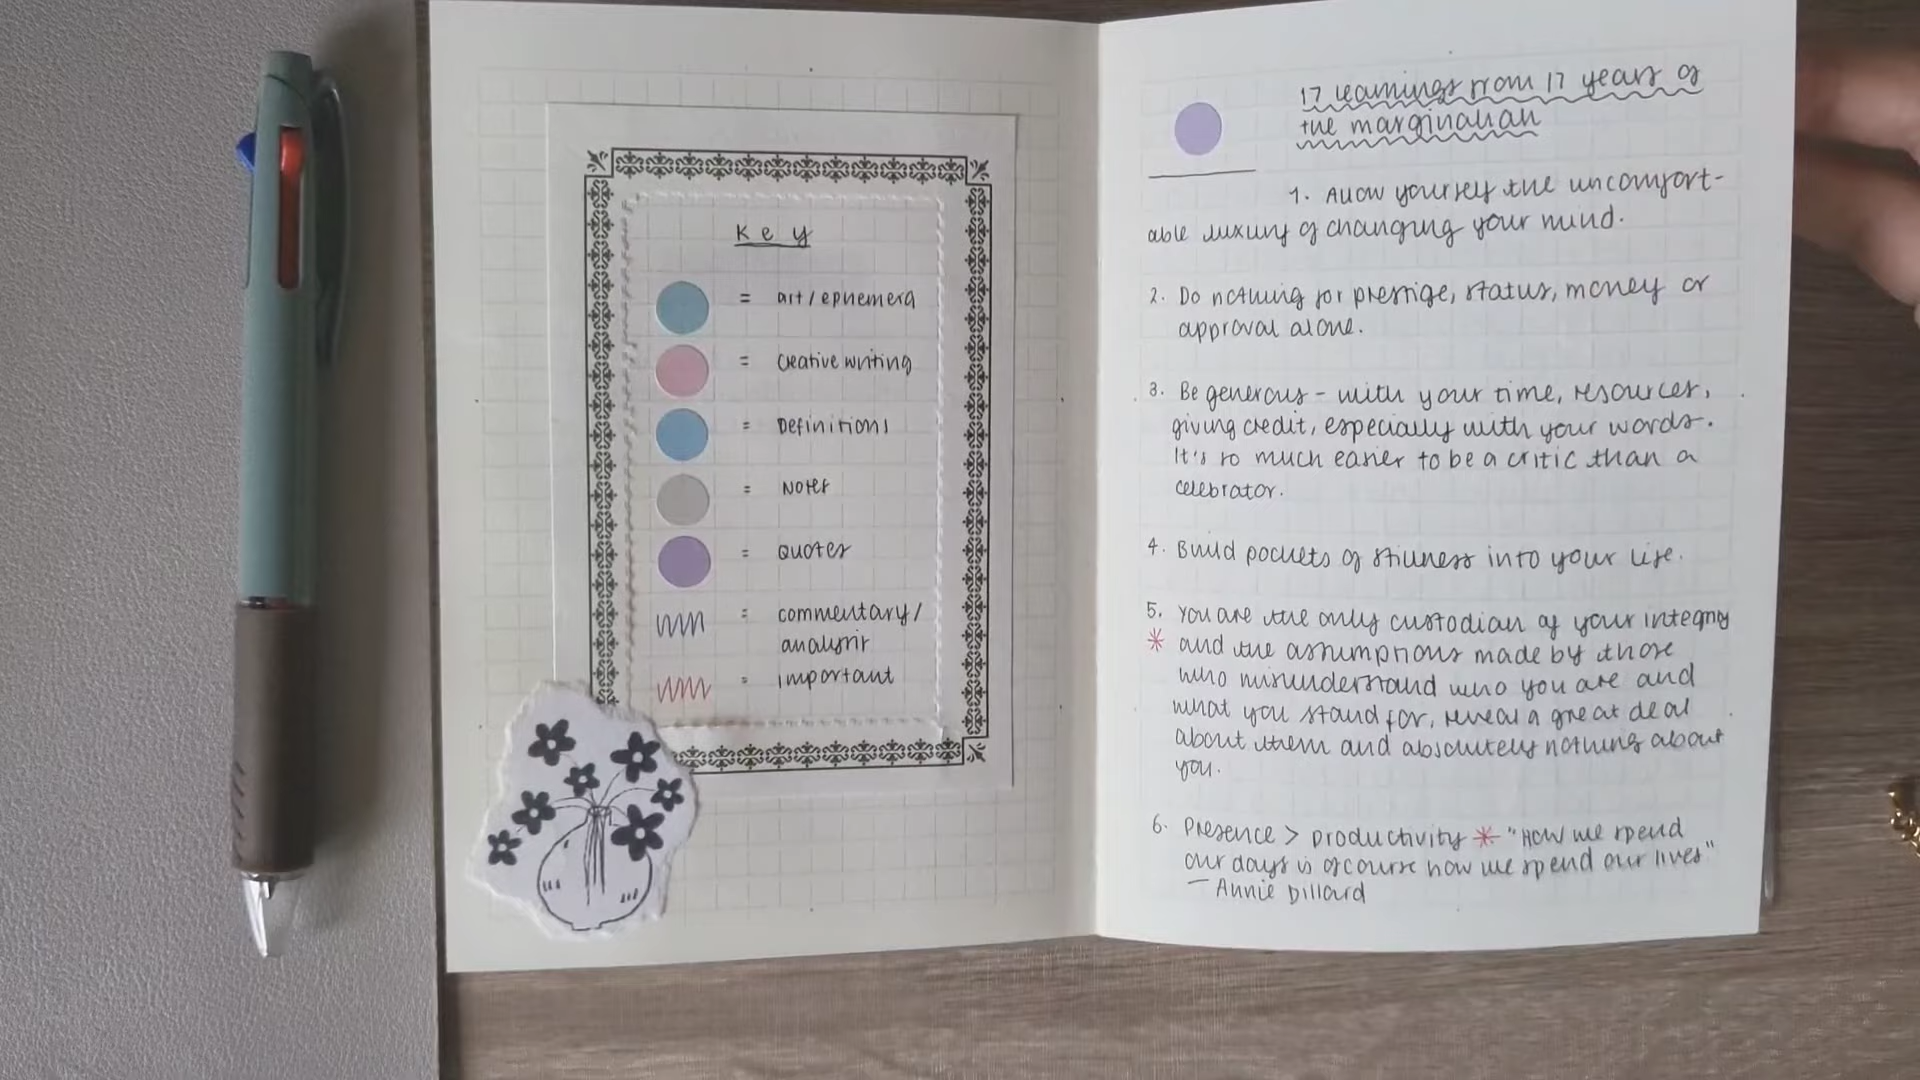 Key
= art/ephemera
= creative writing
= Definitions
= Notes
= Quotes
= commentary/
analysis
= important
17 learnings from 17 years of
the marginalian
1. Allow yourself the uncomfort-
able luxury of changing your mind.
2. Do nothing for prestige, status, money or
approval alone.
3. Be generous - with your time, resources,
giving credit, especially with your words.
It's so much easier to be a critic than a
celebrator.
4. Build pockets of stillness into your life.
5. You are the only custodian of your integrity
* and the assumptions made by those
who misunderstand who you are and
what you stand for, reveal a great deal
about them and absolutely nothing about
you.
6. Presence > productivity * "How we spend
our days is of course how we spend our lives"
- Annie Dillard